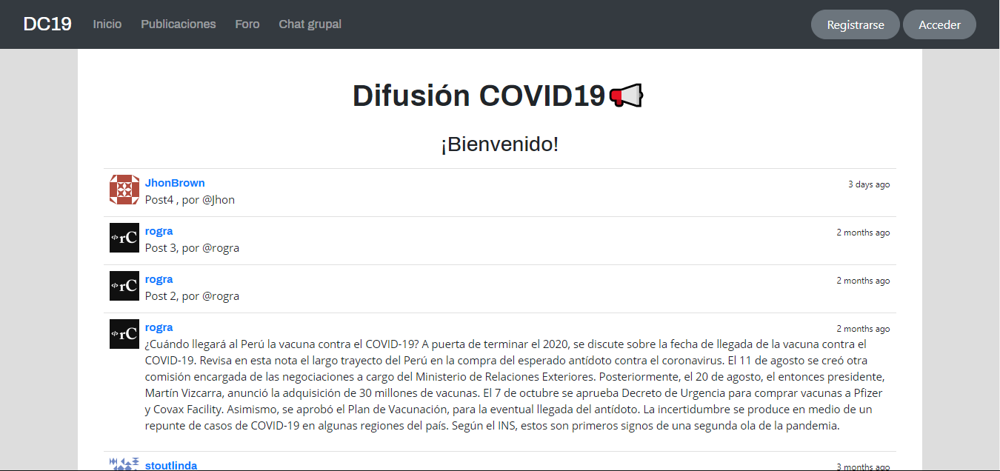 DC19 Inicio Publicaciones Foro Chat grupal Registrarse Acceder
Difusión COVID19
¡Bienvenido!
JhonBrown 3 days ago
Post4 , por @Jhon
</>rC rogra 2 months ago
Post 3, por @rogra
</>rC rogra 2 months ago
Post 2, por @rogra
</>rC rogra 2 months ago
¿Cuándo llegará al Perú la vacuna contra el COVID-19? A puerta de terminar el 2020, se discute sobre la fecha de llegada de la vacuna contra el
COVID-19. Revisa en esta nota el largo trayecto del Perú en la compra del esperado antídoto contra el coronavirus. El 11 de agosto se creó otra
comisión encargada de las negociaciones a cargo del Ministerio de Relaciones Exteriores. Posteriormente, el 20 de agosto, el entonces presidente,
Martín Vizcarra, anunció la adquisición de 30 millones de vacunas. El 7 de octubre se aprueba Decreto de Urgencia para comprar vacunas a Pfizer
y Covax Facility. Asimismo, se aprobó el Plan de Vacunación, para la eventual llegada del antídoto. La incertidumbre se produce en medio de un
repunte de casos de COVID-19 en algunas regiones del país. Según el INS, estos son primeros signos de una segunda ola de la pandemia.
stoutlinda 3 months ago